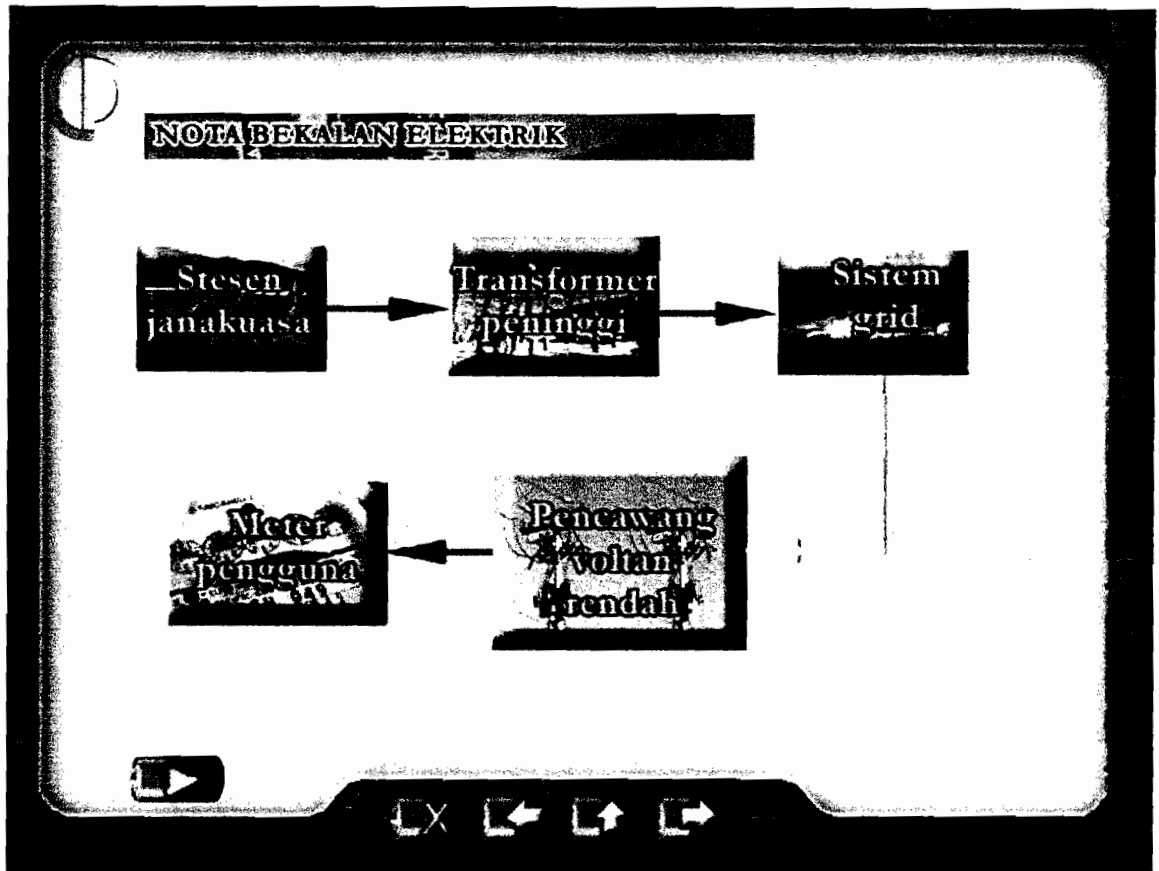 NOTA BEKALAN ELEKTRIK
Stesen
janakuasa
Transformer
peninggi
Sistem
grid
Meter
pengguna
Pencawang
voltan
rendah